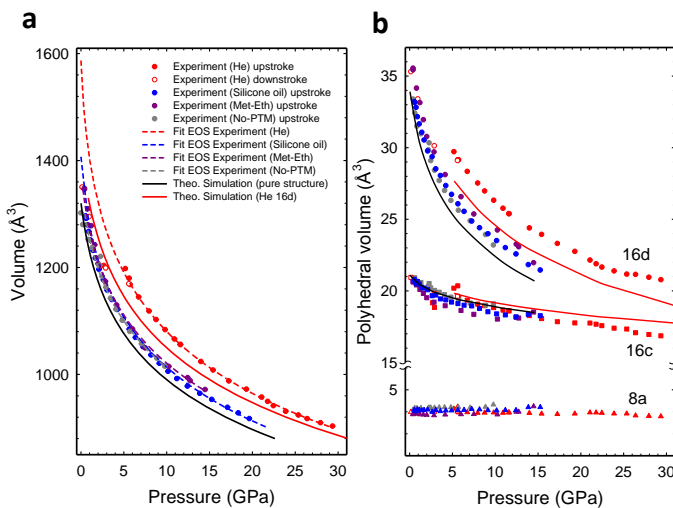 a
1600
1400
1200
1000
Volume (Å³)
0 5 10 15 20 25 30
Pressure (GPa)
Experiment (He) upstroke
Experiment (He) downstroke
Experiment (Silicone oil) upstroke
Experiment (Met-Eth) upstroke
Experiment (No-PTM) upstroke
Fit EOS Experiment (He)
Fit EOS Experiment (Silicone oil)
Fit EOS Experiment (Met-Eth)
Fit EOS Experiment (No-PTM)
Theo. Simulation (pure structure)
Theo. Simulation (He 16d)
b
35
30
25
20
15
5
Polyhedral volume (Å³)
16d
16c
8a
0 5 10 15 20 25 30
Pressure (GPa)